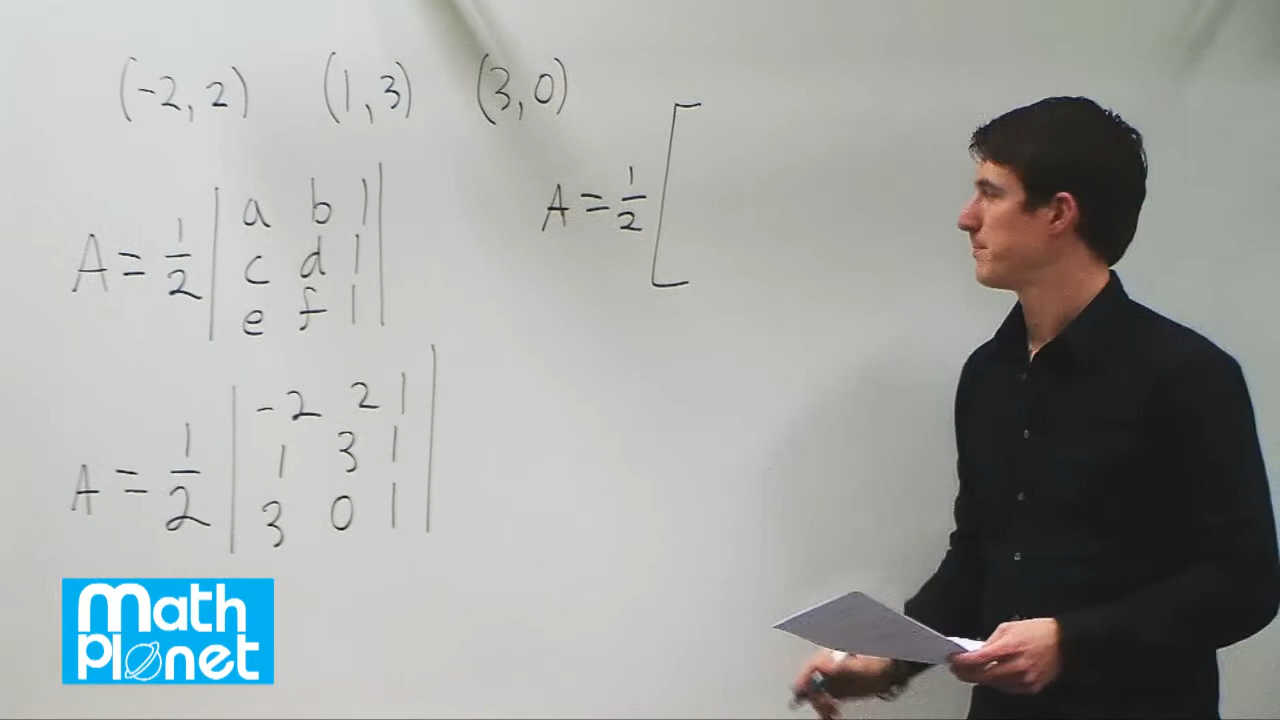 (-2, 2) (1, 3) (3, 0)
A = 1/2 | a b 1 |
| c d 1 |
| e f 1 |
A = 1/2 [
A = 1/2 | -2 2 1 |
| 1 3 1 |
| 3 0 1 |
Math
Planet